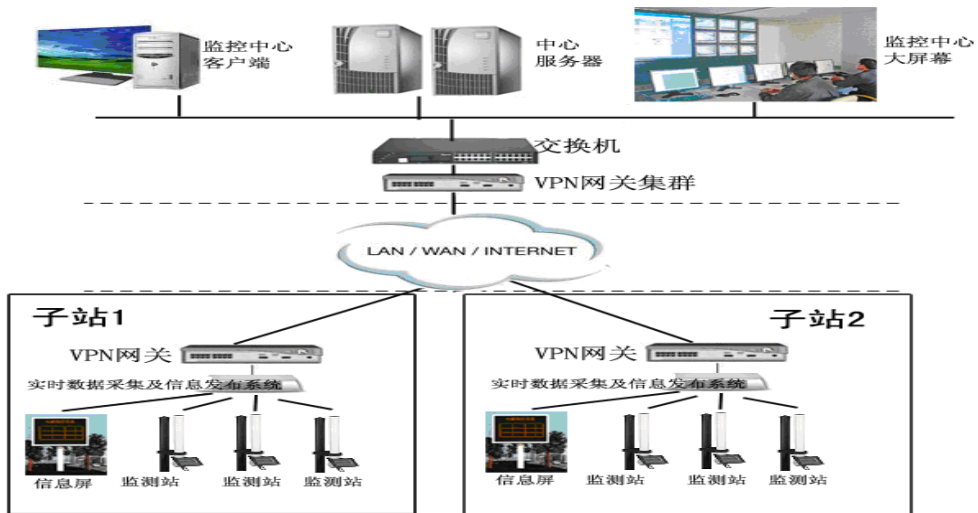 监控中心
客户端
中心
服务器
监控中心
大屏幕
交换机
VPN网关集群
LAN / WAN / INTERNET
子站1
VPN网关
实时数据采集及信息发布系统
信息屏
监测站
监测站
监测站
子站2
VPN网关
实时数据采集及信息发布系统
信息屏
监测站
监测站
监测站